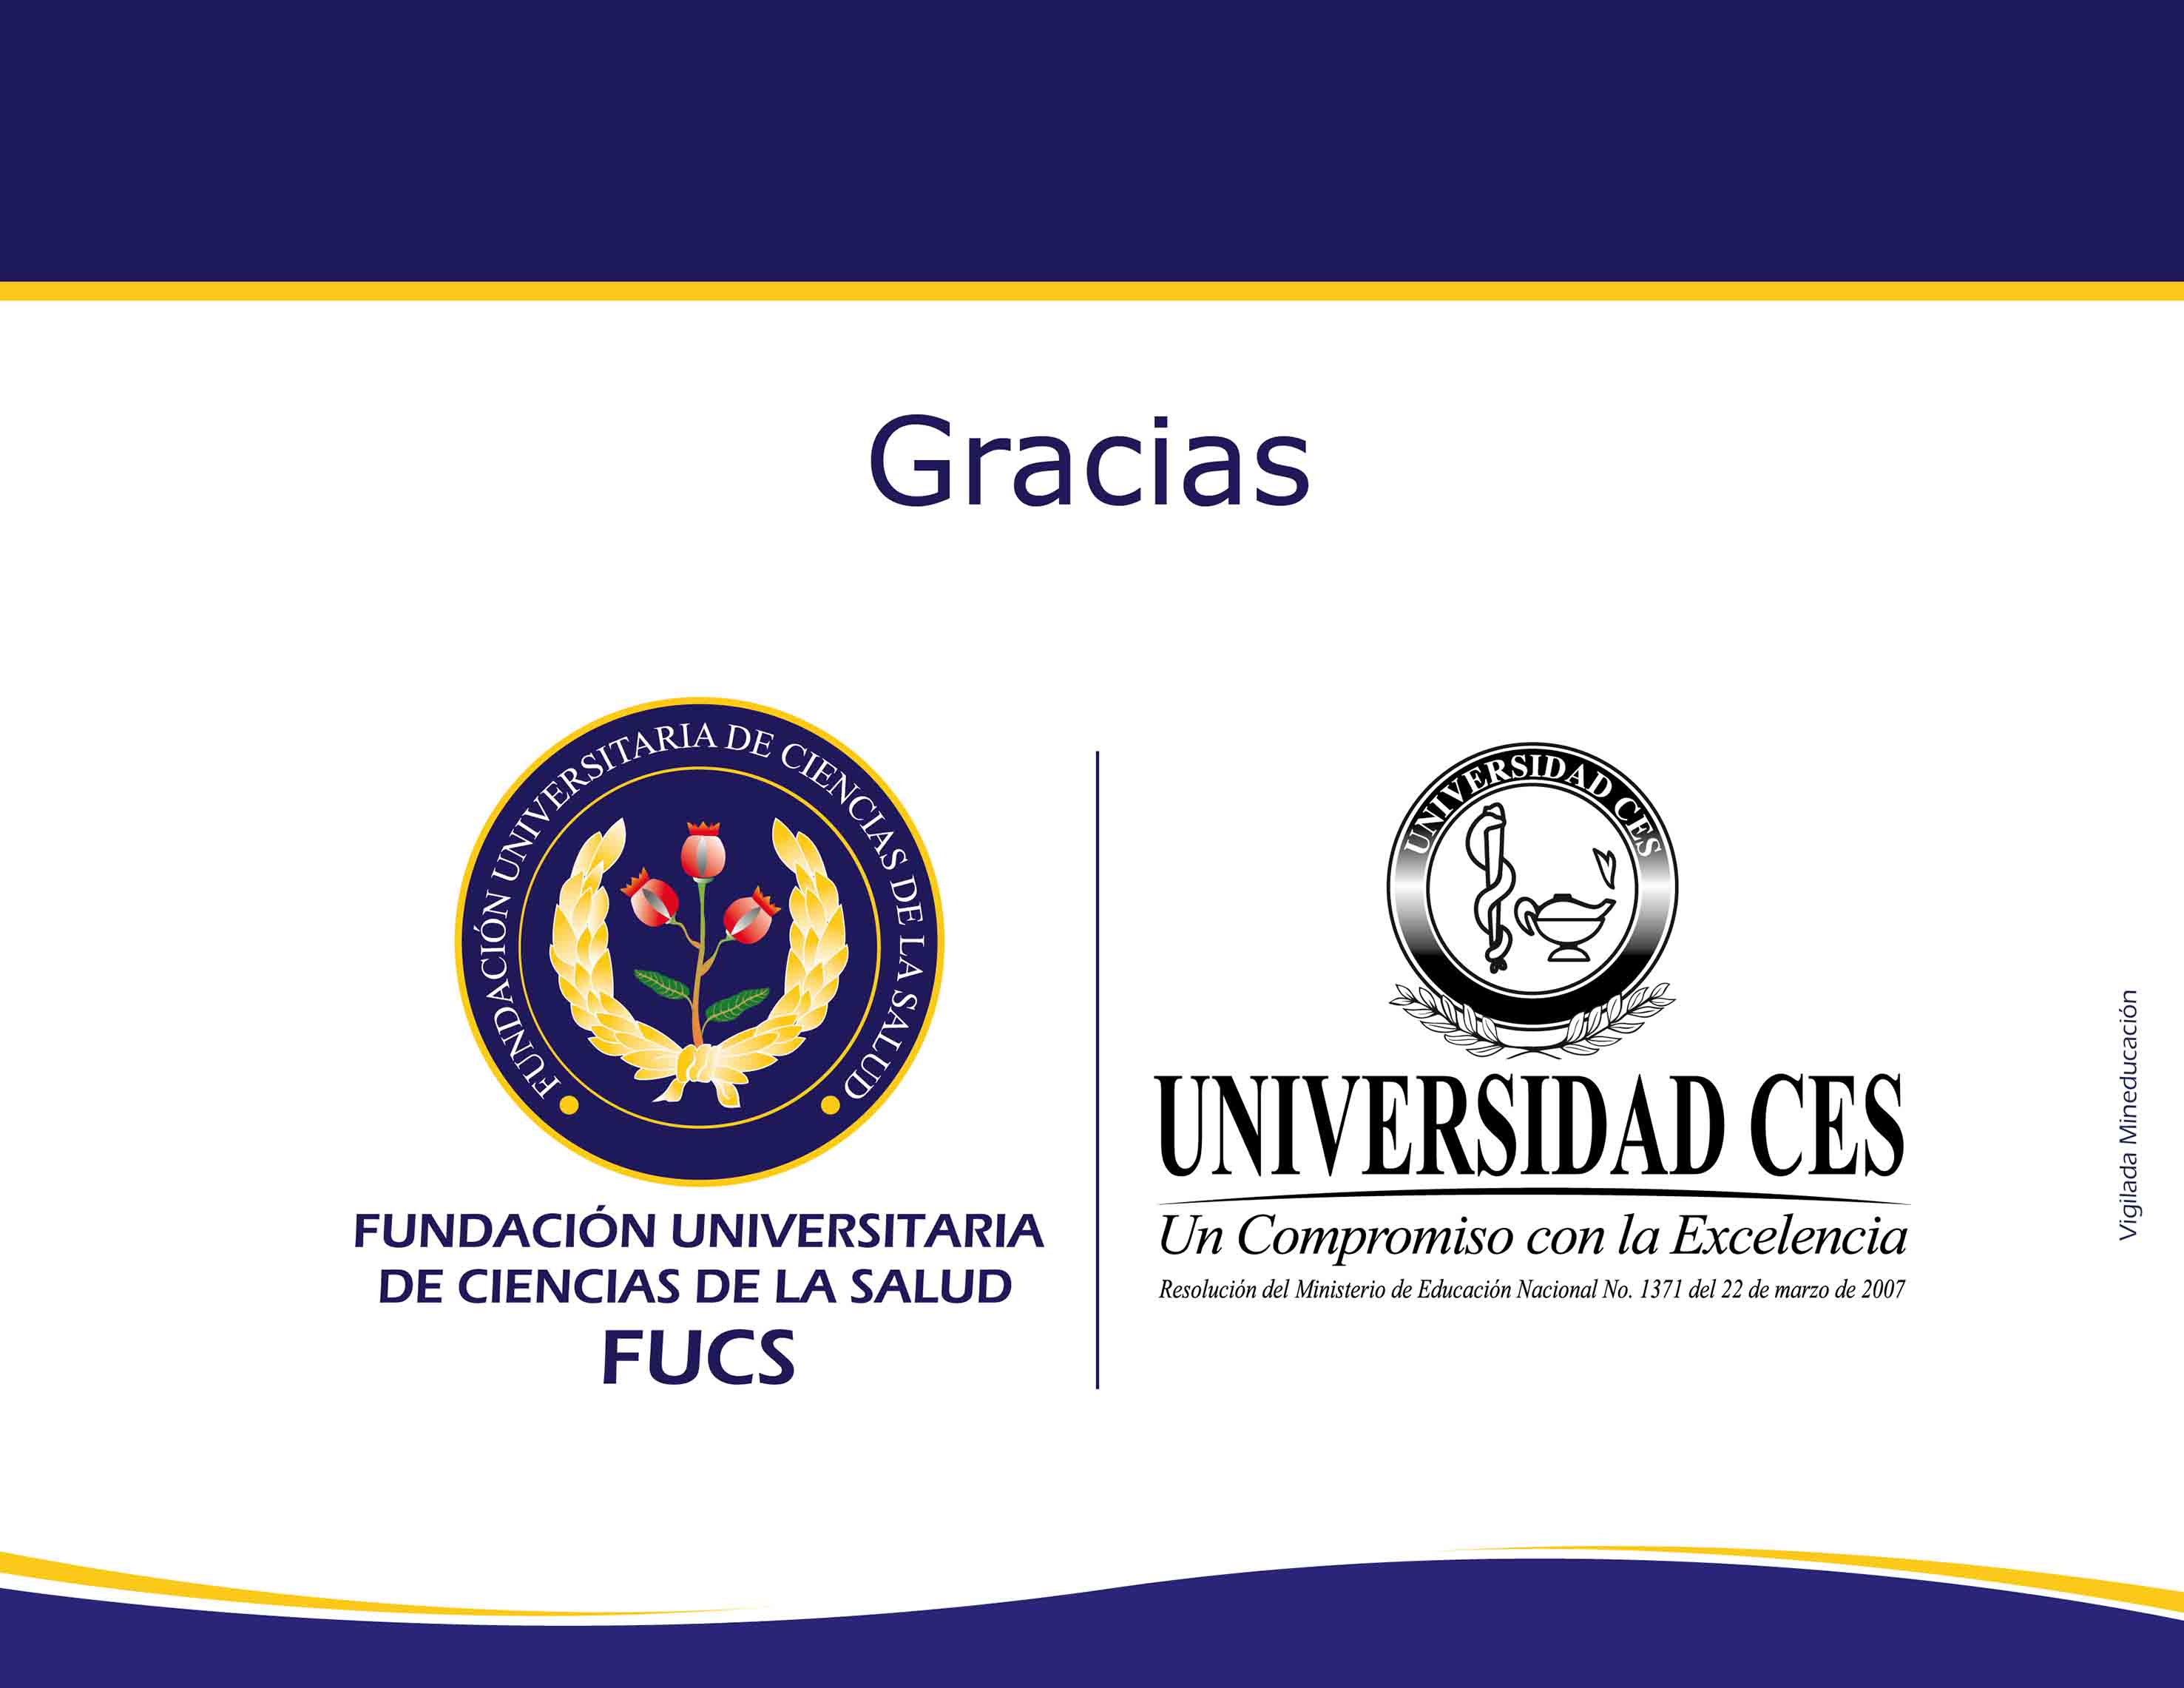 Gracias
FUNDACIÓN UNIVERSITARIA DE CIENCIAS DE LA SALUD
FUNDACIÓN UNIVERSITARIA
DE CIENCIAS DE LA SALUD
FUCS
UNIVERSIDAD CES
UNIVERSIDAD CES
Un Compromiso con la Excelencia
Resolución del Ministerio de Educación Nacional No. 1371 del 22 de marzo de 2007
Vigilada Mineducación